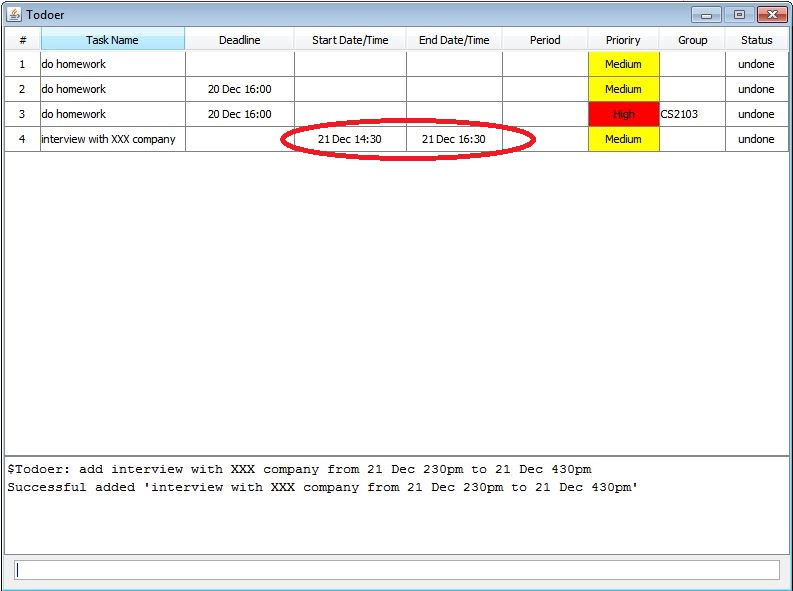 Todoer
# Task Name Deadline Start Date/Time End Date/Time Period Prioriry Group Status
1 do homework Medium undone
2 do homework 20 Dec 16:00 Medium undone
3 do homework 20 Dec 16:00 High CS2103 undone
4 interview with XXX company 21 Dec 14:30 21 Dec 16:30 Medium undone
$Todoer: add interview with XXX company from 21 Dec 230pm to 21 Dec 430pm
Successful added 'interview with XXX company from 21 Dec 230pm to 21 Dec 430pm'